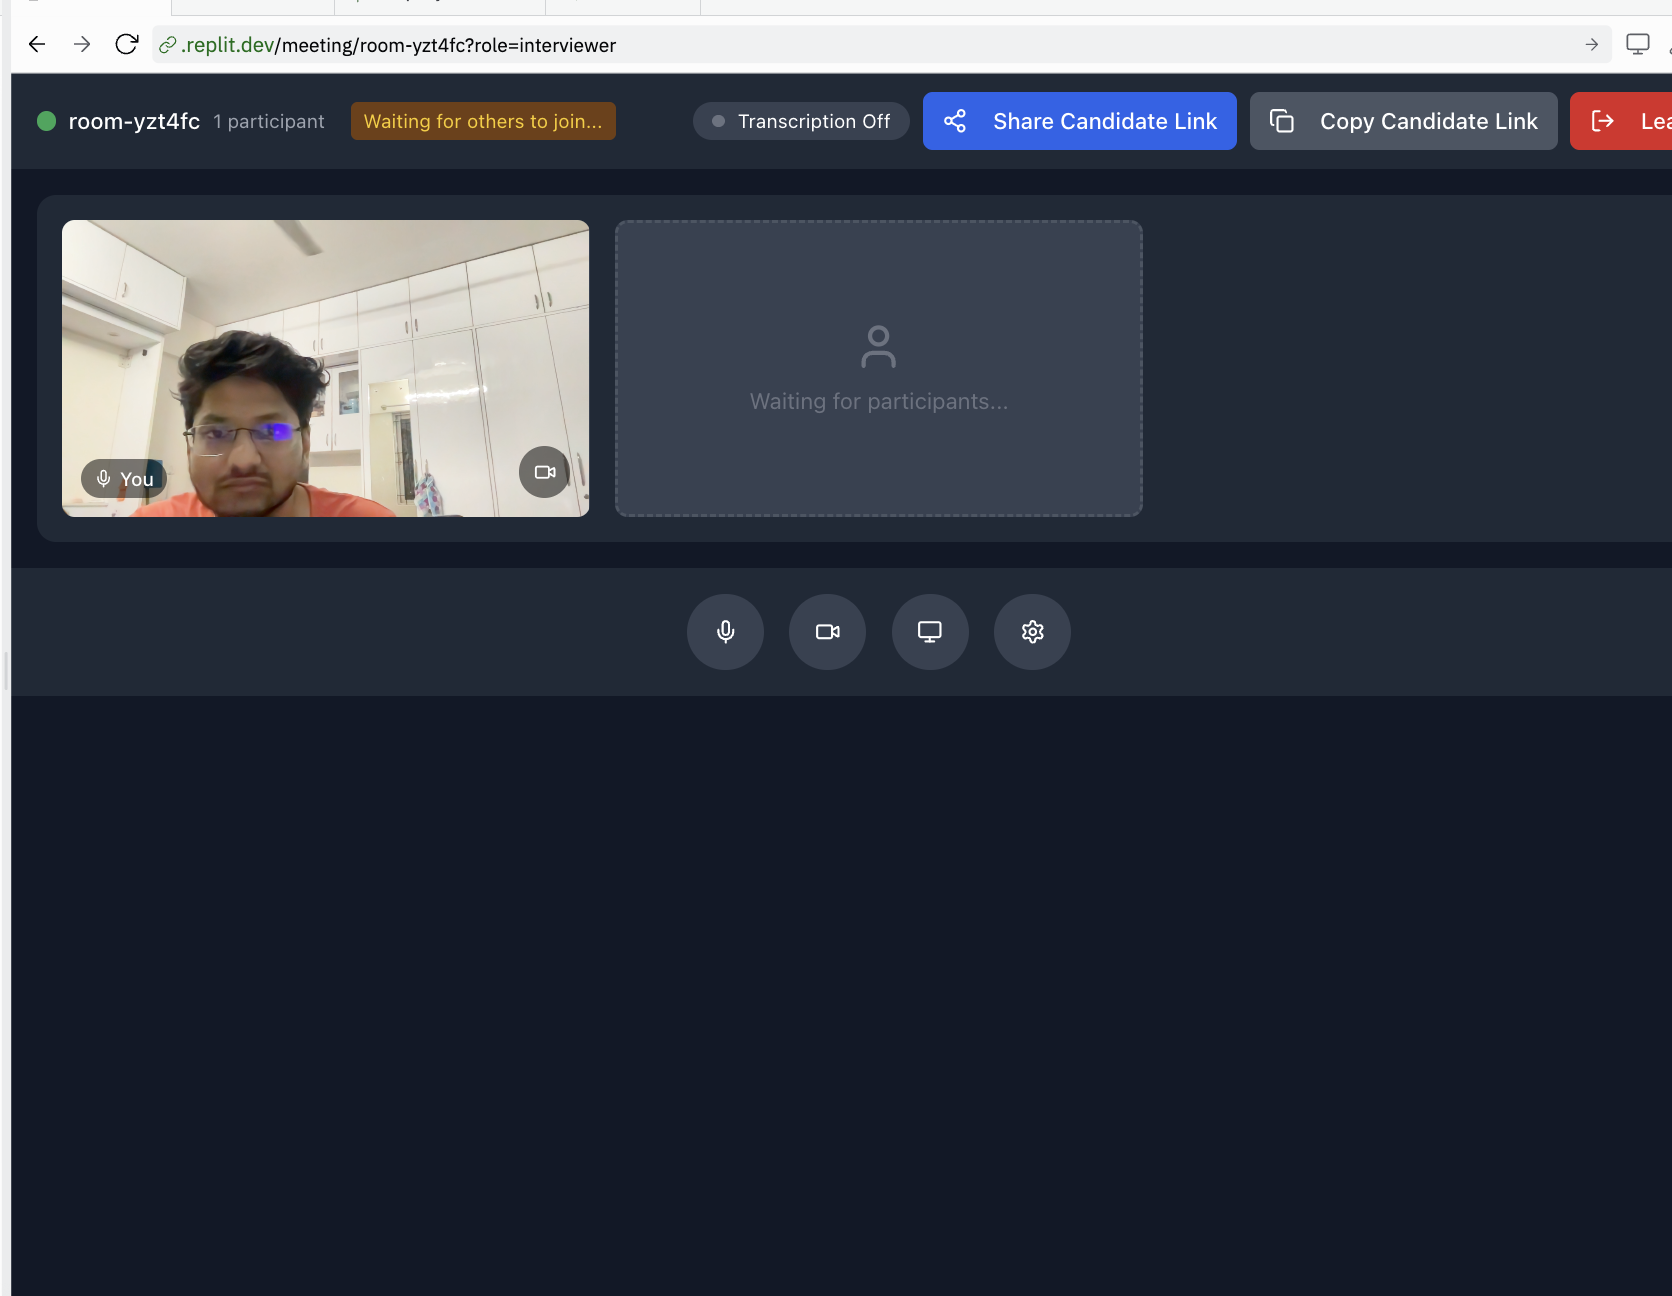 .replit.dev/meeting/room-yzt4fc?role=interviewer
room-yzt4fc 1 participant Waiting for others to join... Transcription Off Share Candidate Link Copy Candidate Link
You
Waiting for participants...